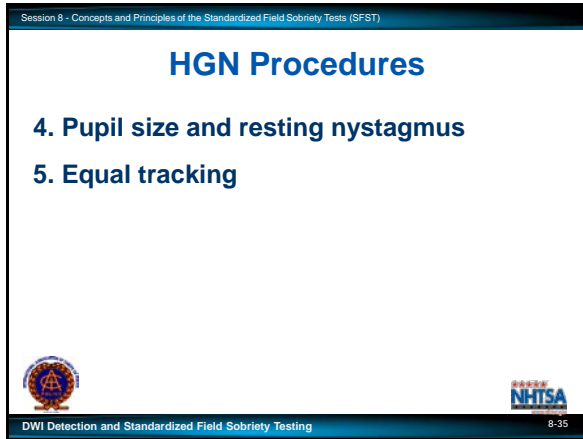 Session 8 - Concepts and Principles of the Standardized Field Sobriety Tests (SFST)
HGN Procedures
4. Pupil size and resting nystagmus
5. Equal tracking
NHTSA
DWI Detection and Standardized Field Sobriety Testing
8-35